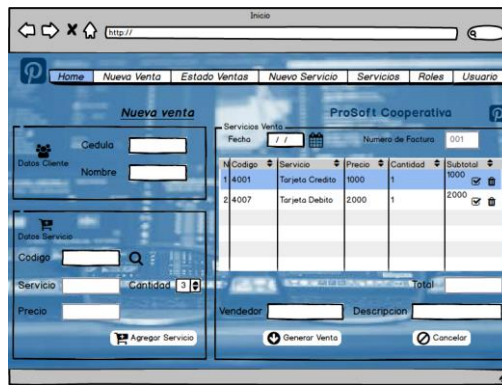 Inicio
http://
Home Nueva Venta Estado Ventas Nuevo Servicio Servicios Roles Usuario
Nueva venta
ProSoft Cooperativa
Datos Cliente
Cedula
Nombre
Servicios Venta
Fecha / / Numero de Factura 001
N Codigo Servicio Precio Cantidad Subtotal
1 4001 Tarjeta Credito 1000 1 1000
2 4007 Tarjeta Debito 2000 1 2000
Datos Servicio
Codigo
Servicio Cantidad 3
Precio
Agregar Servicio
Total
Vendedor Descripcion
Generar Venta Cancelar